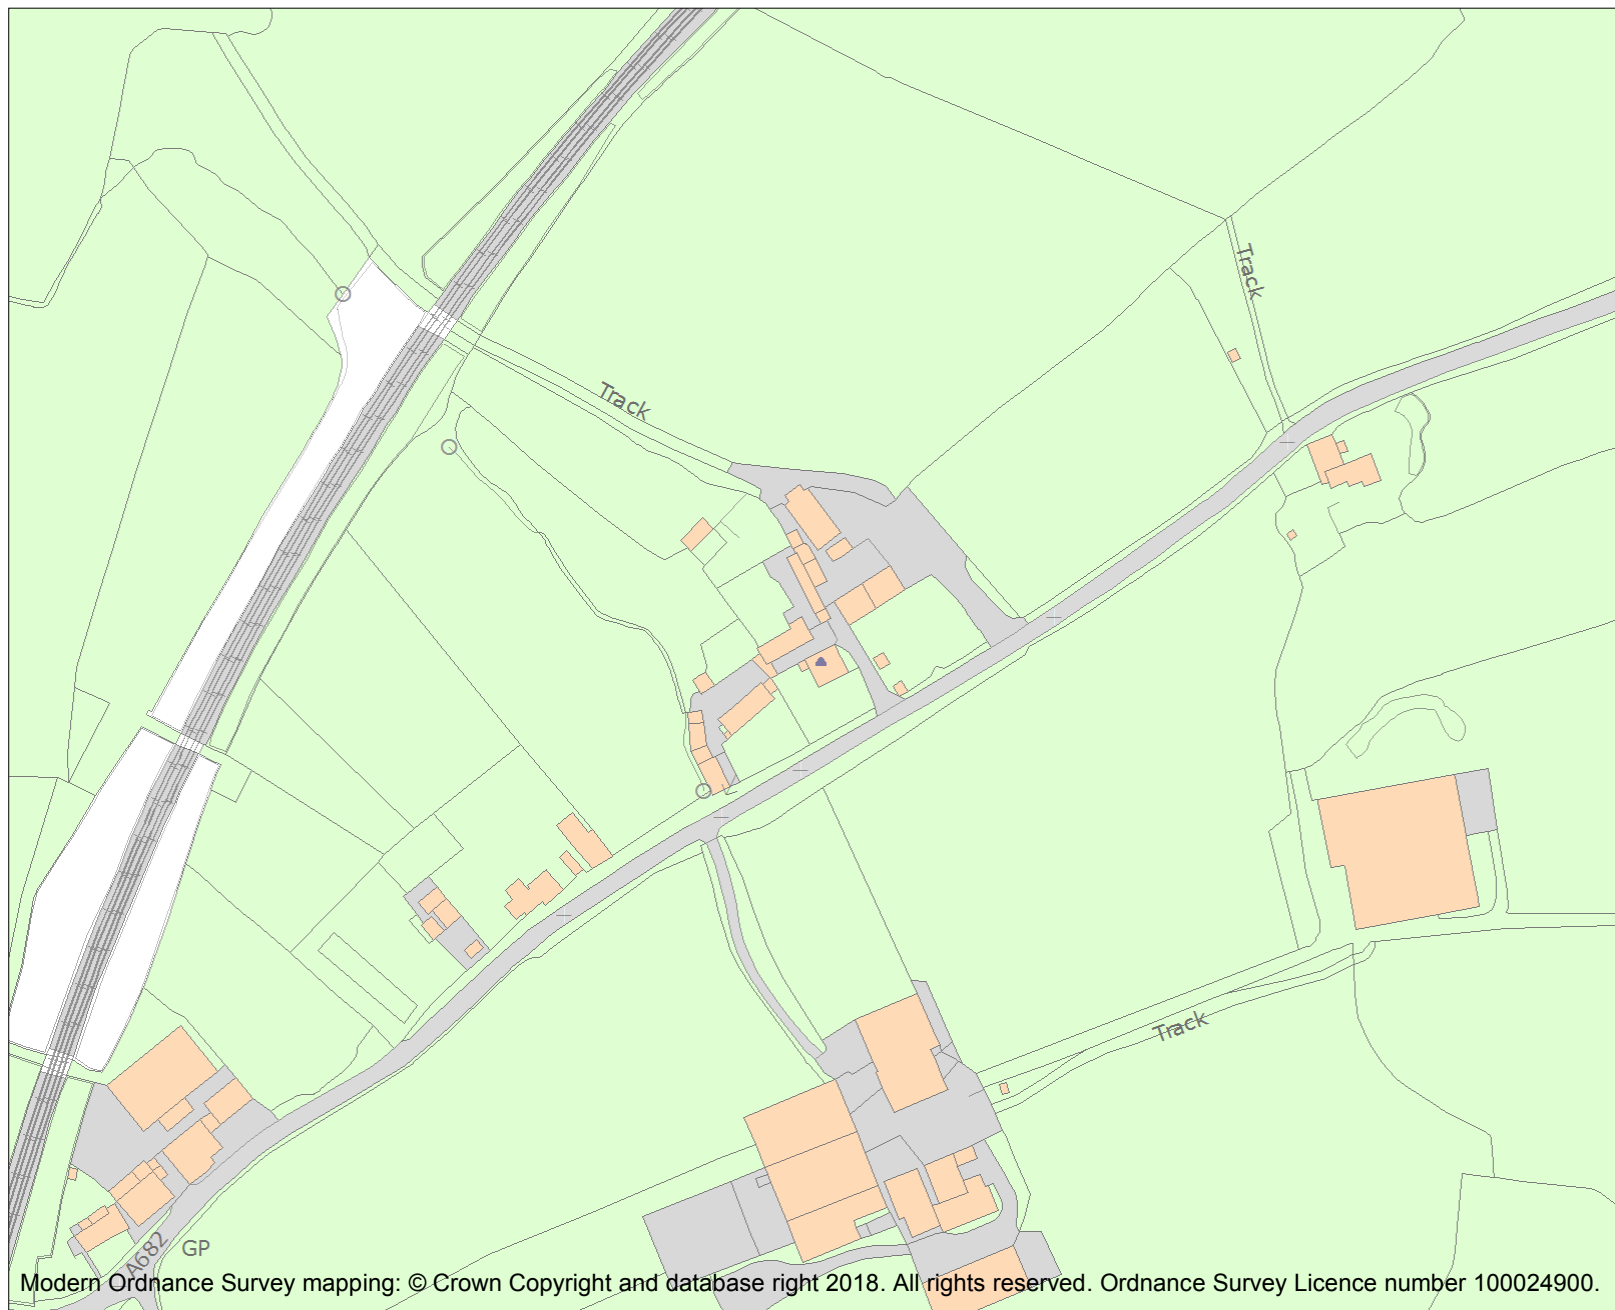 Track
Track
Track
A682
GP
Modern Ordnance Survey mapping: © Crown Copyright and database right 2018. All rights reserved. Ordnance Survey Licence number 100024900.